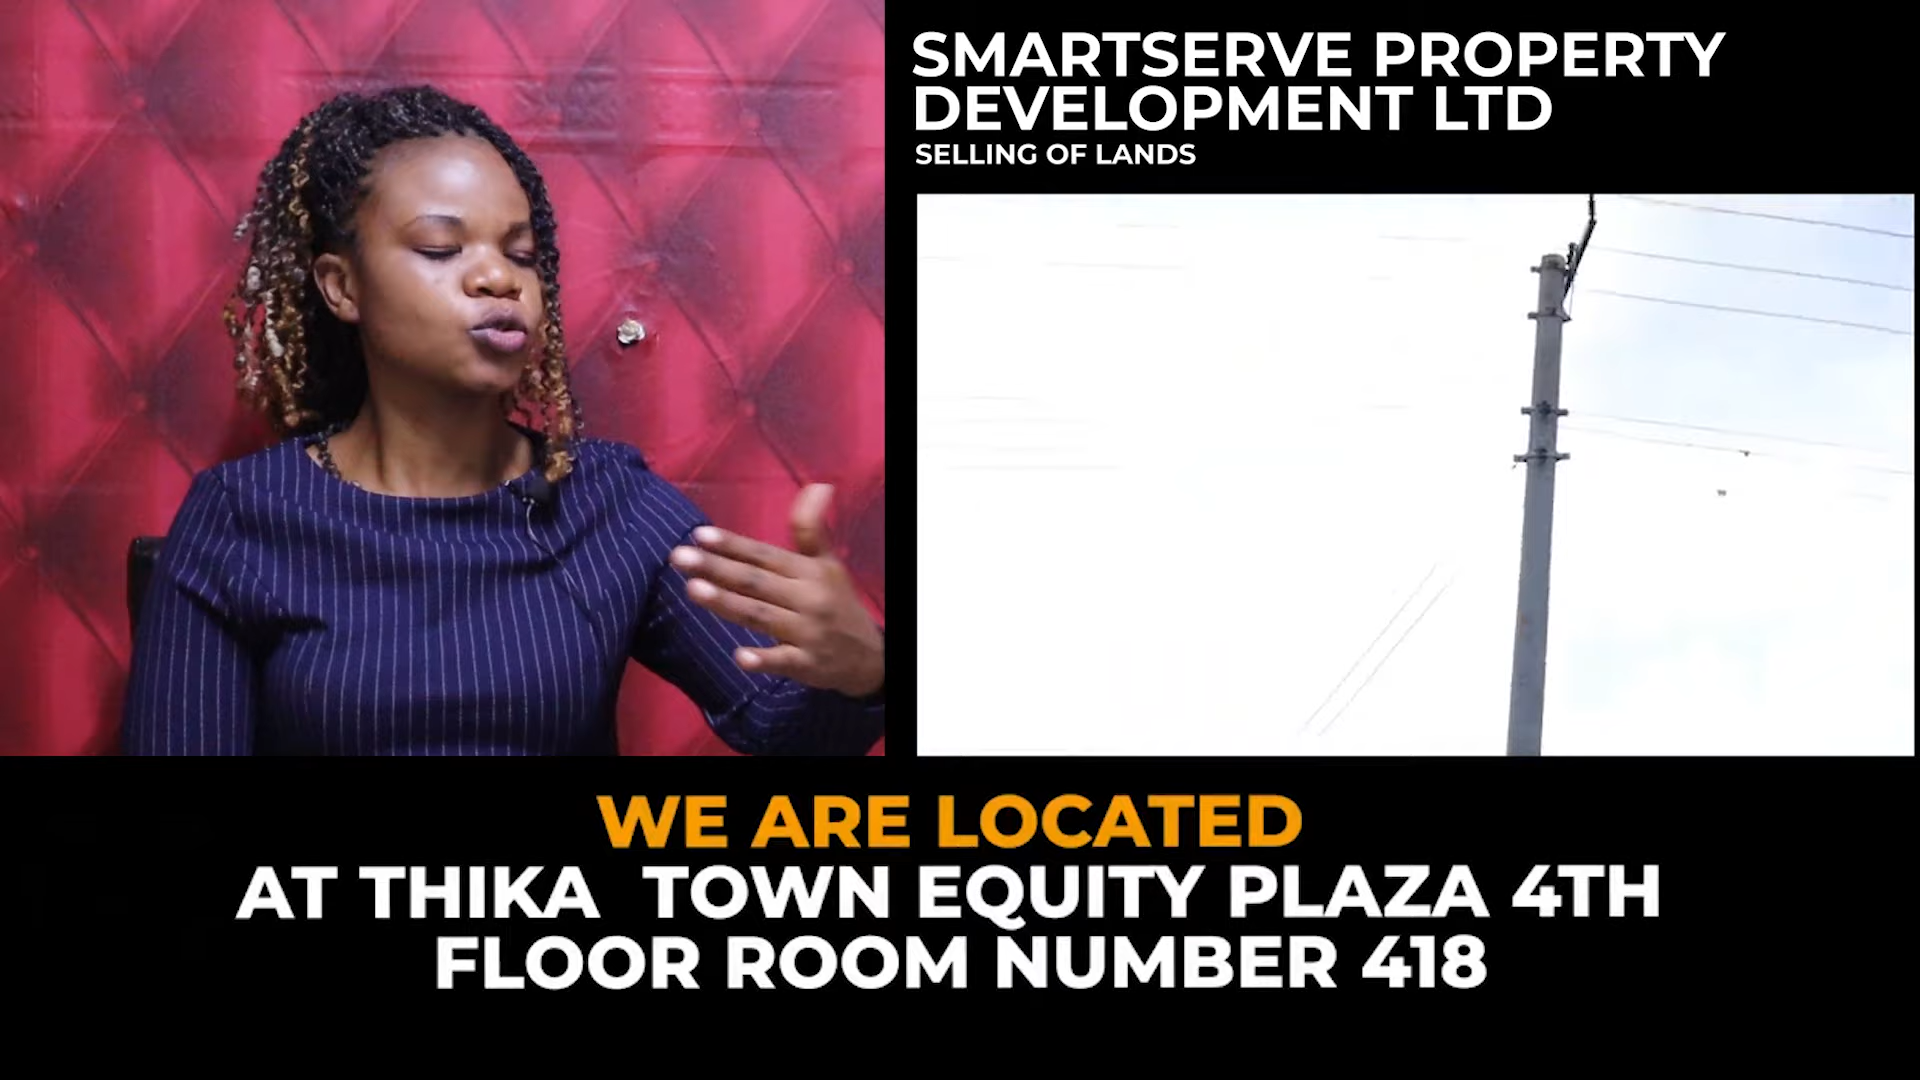 SMARTSERVE PROPERTY
DEVELOPMENT LTD
SELLING OF LANDS
WE ARE LOCATED
AT THIKA TOWN EQUITY PLAZA 4TH
FLOOR ROOM NUMBER 418